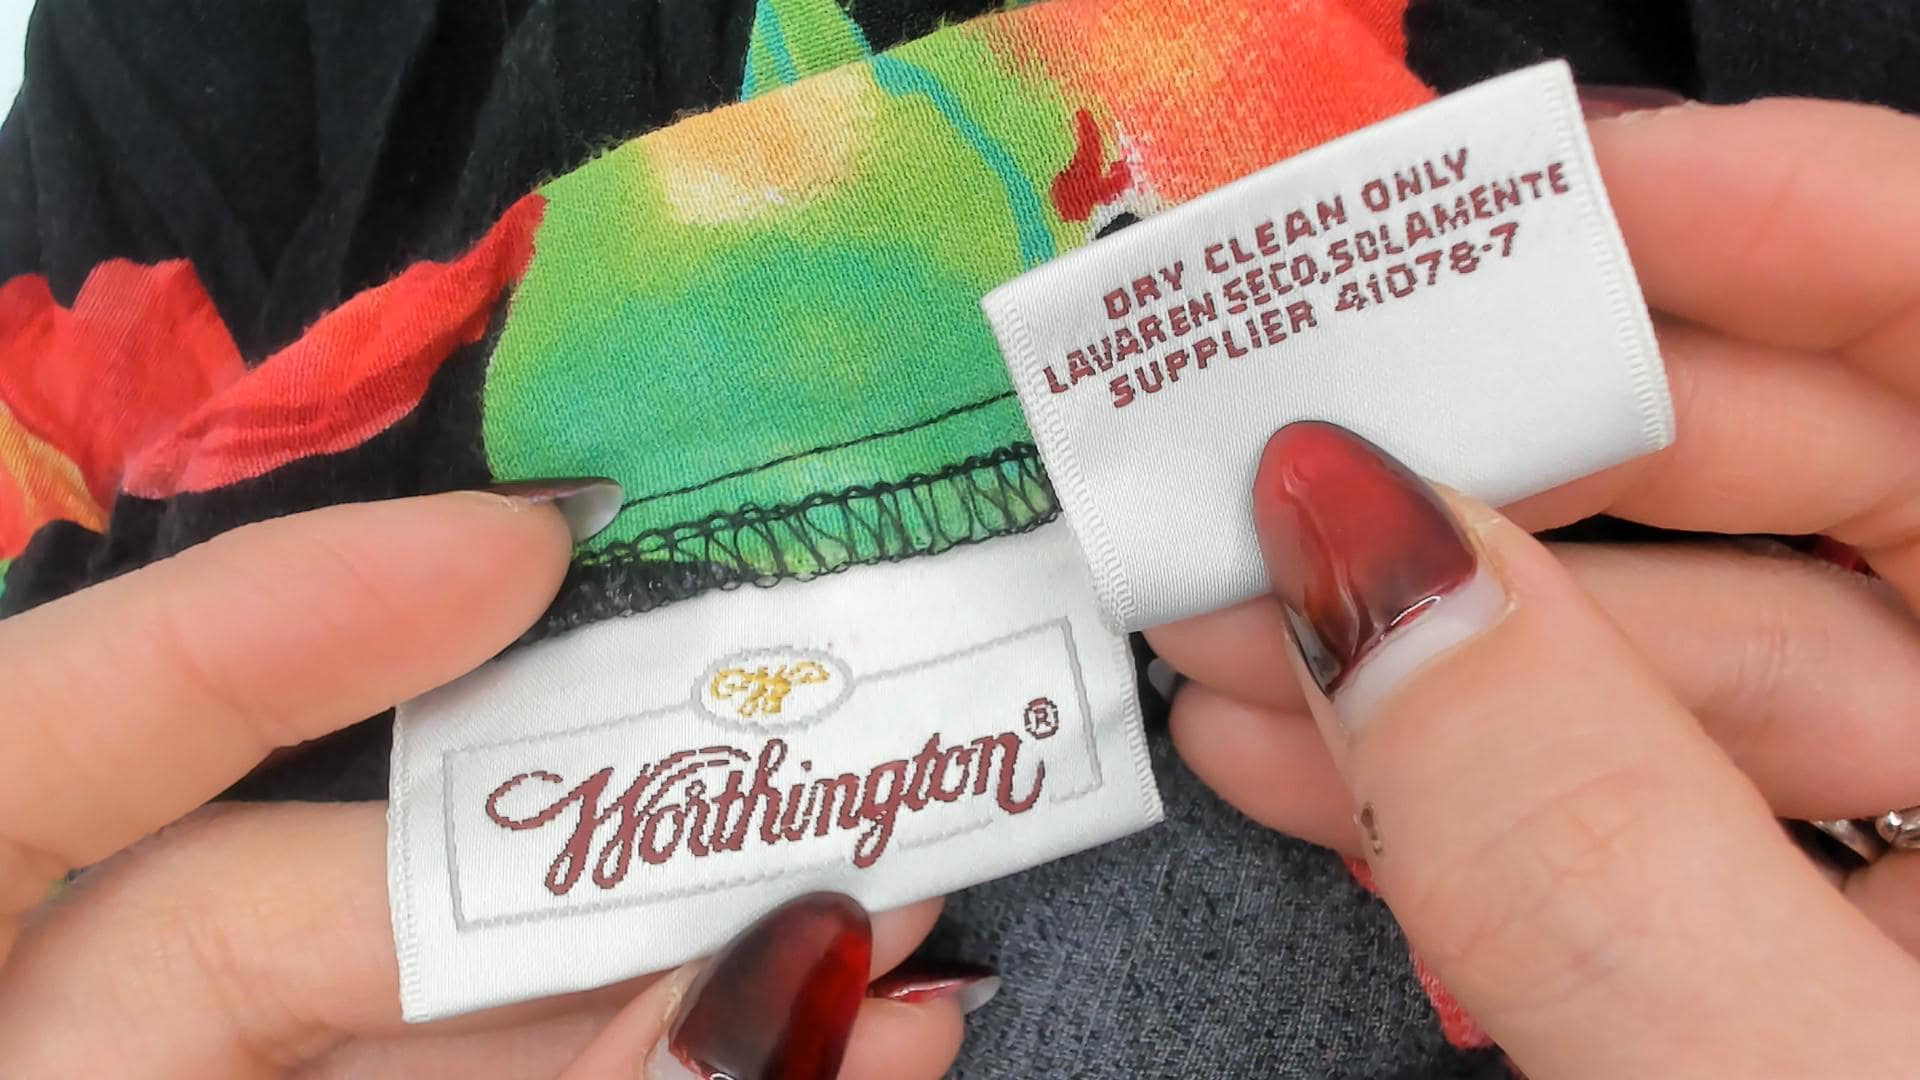 DRY CLEAN ONLY
LAVAR EN SECO, SOLAMENTE
SUPPLIER 41078-7
W
Worthington®